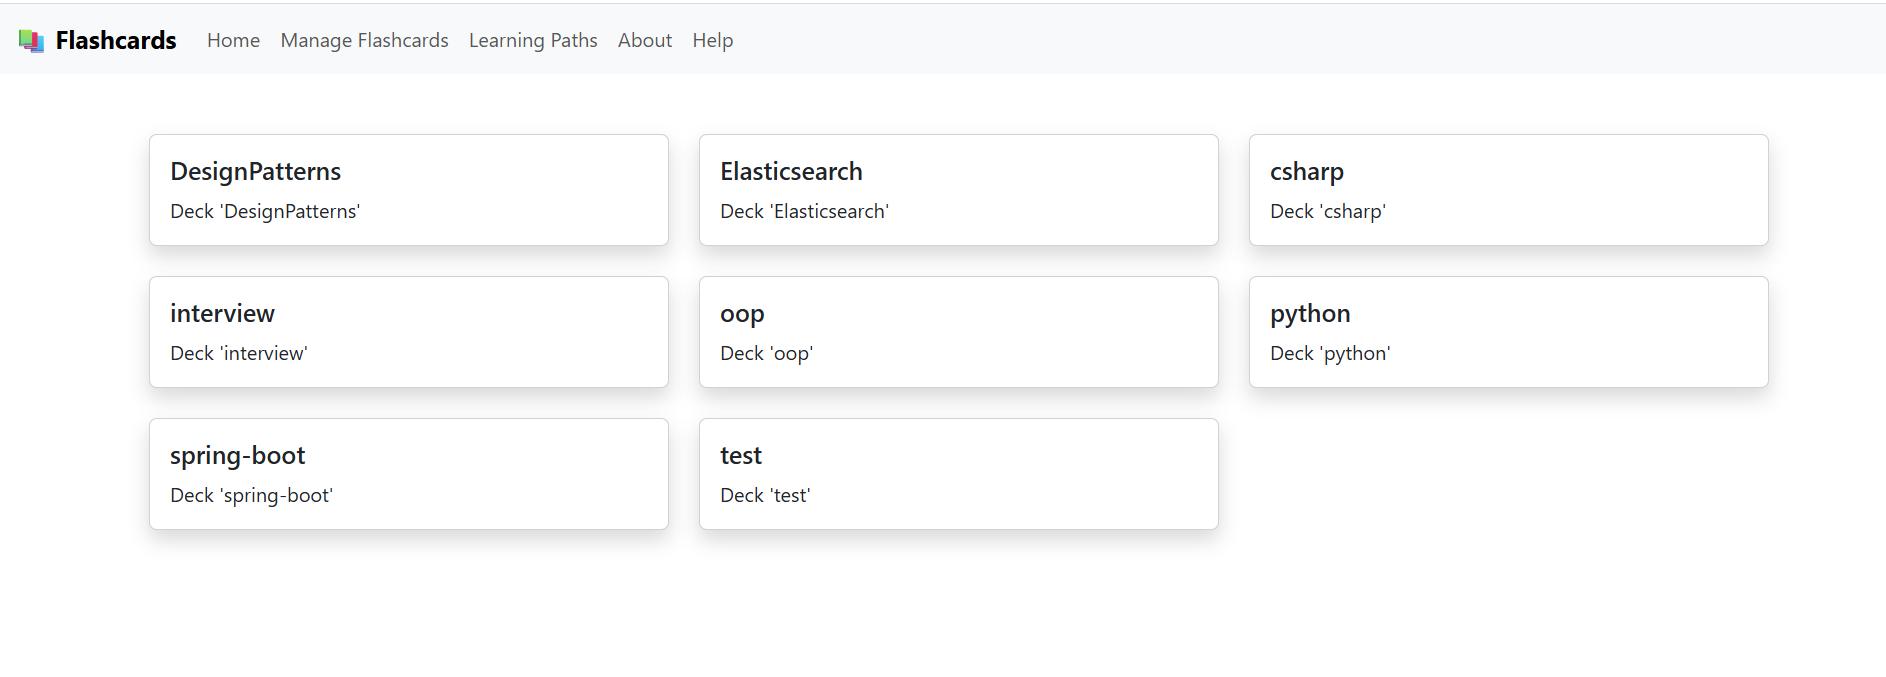 Flashcards Home Manage Flashcards Learning Paths About Help
DesignPatterns
Deck 'DesignPatterns'
Elasticsearch
Deck 'Elasticsearch'
csharp
Deck 'csharp'
interview
Deck 'interview'
oop
Deck 'oop'
python
Deck 'python'
spring-boot
Deck 'spring-boot'
test
Deck 'test'